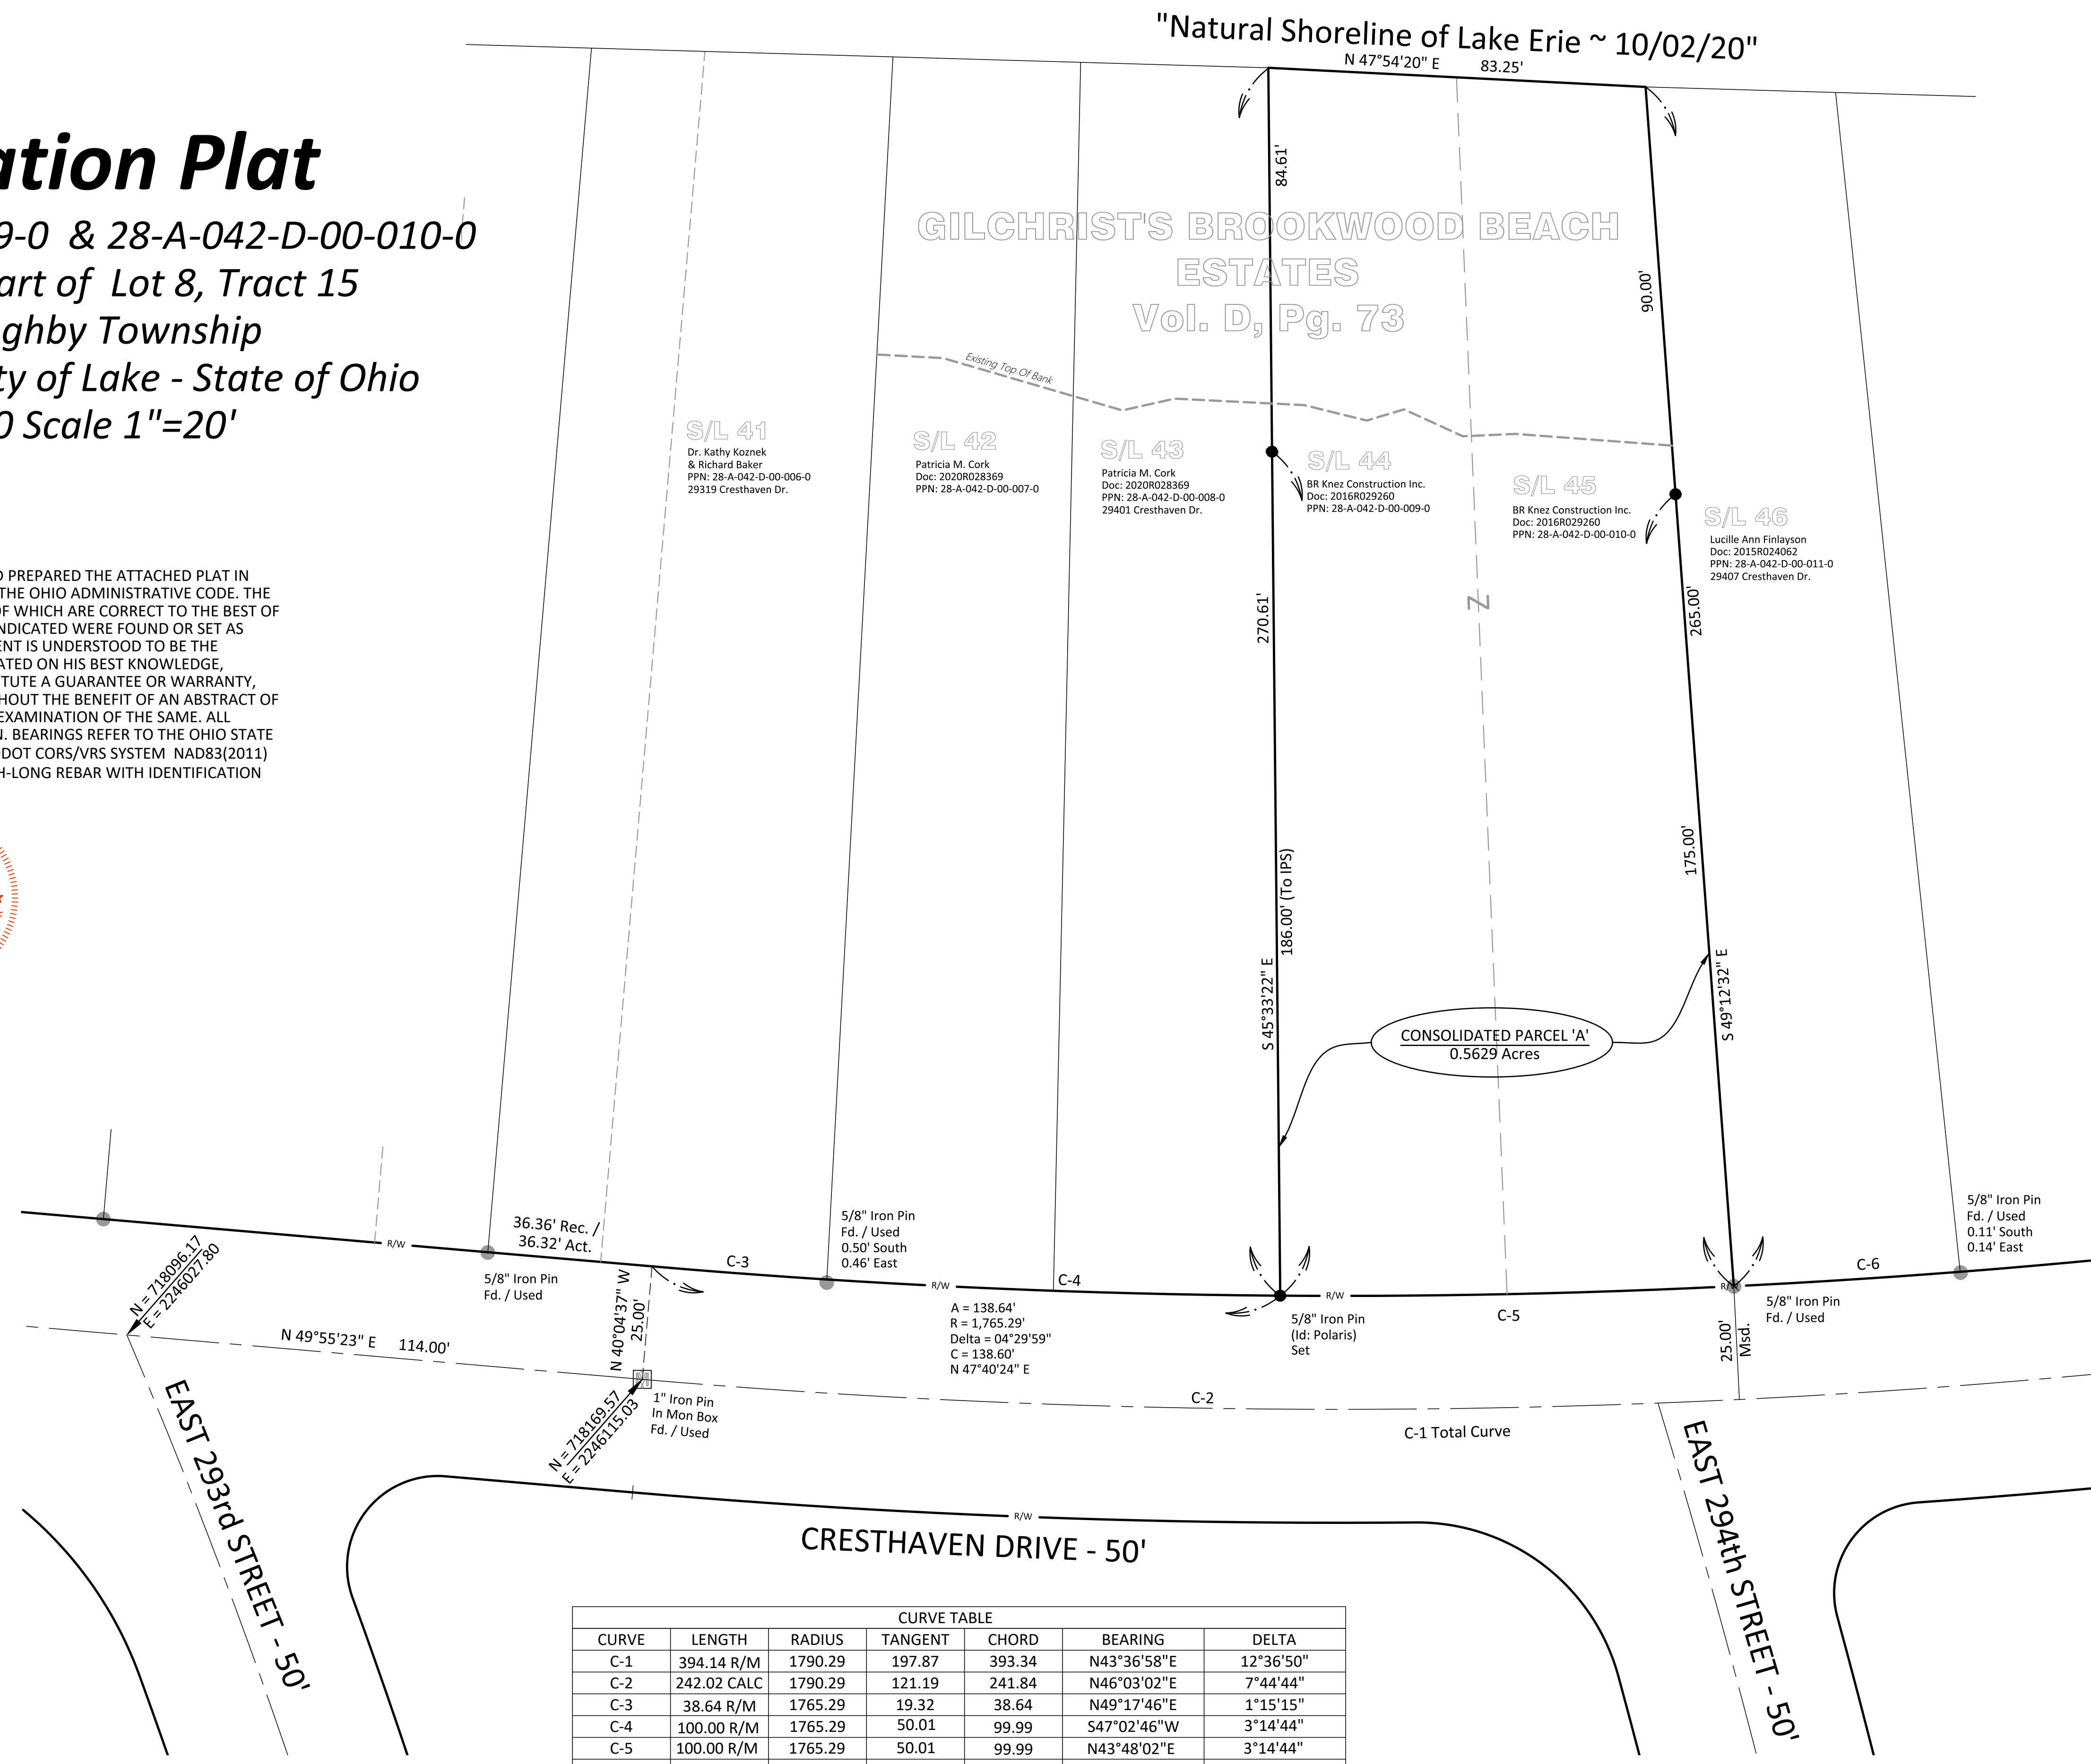 "Natural Shoreline of Lake Erie ~ 10/02/20"
N 47°54'20" E 83.25'
ation Plat
9-0 & 28-A-042-D-00-010-0
art of Lot 8, Tract 15
ghby Township
ty of Lake - State of Ohio
0 Scale 1"=20'
D PREPARED THE ATTACHED PLAT IN
THE OHIO ADMINISTRATIVE CODE. THE
OF WHICH ARE CORRECT TO THE BEST OF
NDICATED WERE FOUND OR SET AS
ENT IS UNDERSTOOD TO BE THE
ATED ON HIS BEST KNOWLEDGE,
TUTE A GUARANTEE OR WARRANTY,
HOUT THE BENEFIT OF AN ABSTRACT OF
EXAMINATION OF THE SAME. ALL
N. BEARINGS REFER TO THE OHIO STATE
DOT CORS/VRS SYSTEM NAD83(2011)
H-LONG REBAR WITH IDENTIFICATION
GILCHRIST'S BROOKWOOD BEACH
ESTATES
Vol. D, Pg. 73
84.61'
90.00'
Existing Top Of Bank
S/L 41
Dr. Kathy Koznek
& Richard Baker
PPN: 28-A-042-D-00-006-0
29319 Cresthaven Dr.
S/L 42
Patricia M. Cork
Doc: 2020R028369
PPN: 28-A-042-D-00-007-0
S/L 43
Patricia M. Cork
Doc: 2020R028369
PPN: 28-A-042-D-00-008-0
29401 Cresthaven Dr.
S/L 44
BR Knez Construction Inc.
Doc: 2016R029260
PPN: 28-A-042-D-00-009-0
S/L 45
BR Knez Construction Inc.
Doc: 2016R029260
PPN: 28-A-042-D-00-010-0
S/L 46
Lucille Ann Finlayson
Doc: 2015R024062
PPN: 28-A-042-D-00-011-0
29407 Cresthaven Dr.
270.61'
Z
265.00'
186.00' (To IPS)
175.00'
S 45°33'22" E
S 49°12'32" E
CONSOLIDATED PARCEL 'A'
0.5629 Acres
R/W
36.36' Rec. /
36.32' Act.
5/8" Iron Pin
Fd. / Used
C-3
5/8" Iron Pin
Fd. / Used
0.50' South
0.46' East
R/W
C-4
A = 138.64'
R = 1,765.29'
Delta = 04°29'59"
C = 138.60'
N 47°40'24" E
5/8" Iron Pin
(Id: Polaris)
Set
R/W
C-5
R/W
5/8" Iron Pin
Fd. / Used
C-6
5/8" Iron Pin
Fd. / Used
0.11' South
0.14' East
N = 718096.17
E = 2246027.80
N 49°55'23" E 114.00'
N 40°04'37" W
25.00'
M
1" Iron Pin
In Mon Box
Fd. / Used
N = 718169.57
E = 2246115.03
C-2
C-1 Total Curve
25.00'
Msd.
EAST 293rd STREET - 50'
R/W
CRESTHAVEN DRIVE - 50'
EAST 294th STREET - 50'
CURVE TABLE
CURVE LENGTH RADIUS TANGENT CHORD BEARING DELTA
C-1 394.14 R/M 1790.29 197.87 393.34 N43°36'58"E 12°36'50"
C-2 242.02 CALC 1790.29 121.19 241.84 N46°03'02"E 7°44'44"
C-3 38.64 R/M 1765.29 19.32 38.64 N49°17'46"E 1°15'15"
C-4 100.00 R/M 1765.29 50.01 99.99 S47°02'46"W 3°14'44"
C-5 100.00 R/M 1765.29 50.01 99.99 N43°48'02"E 3°14'44"